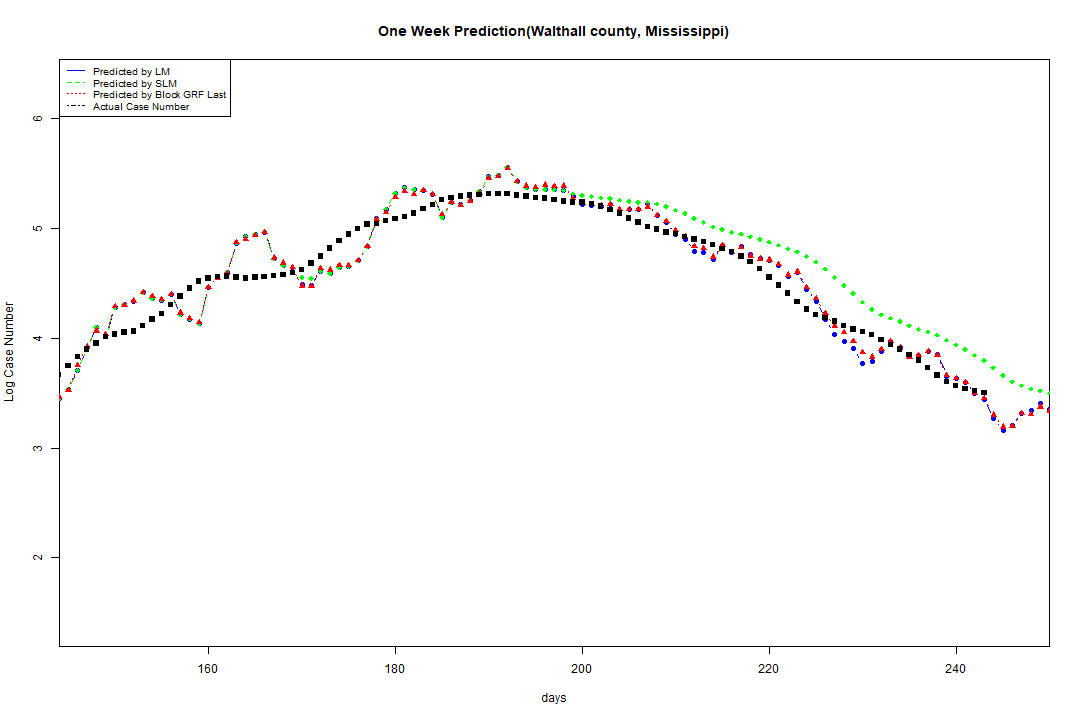 One Week Prediction(Walthall county, Mississippi)
Predicted by LM
Predicted by SLM
Predicted by Block GRF Last
Actual Case Number
6
5
4
3
2
Log Case Number
160 180 200 220 240
days